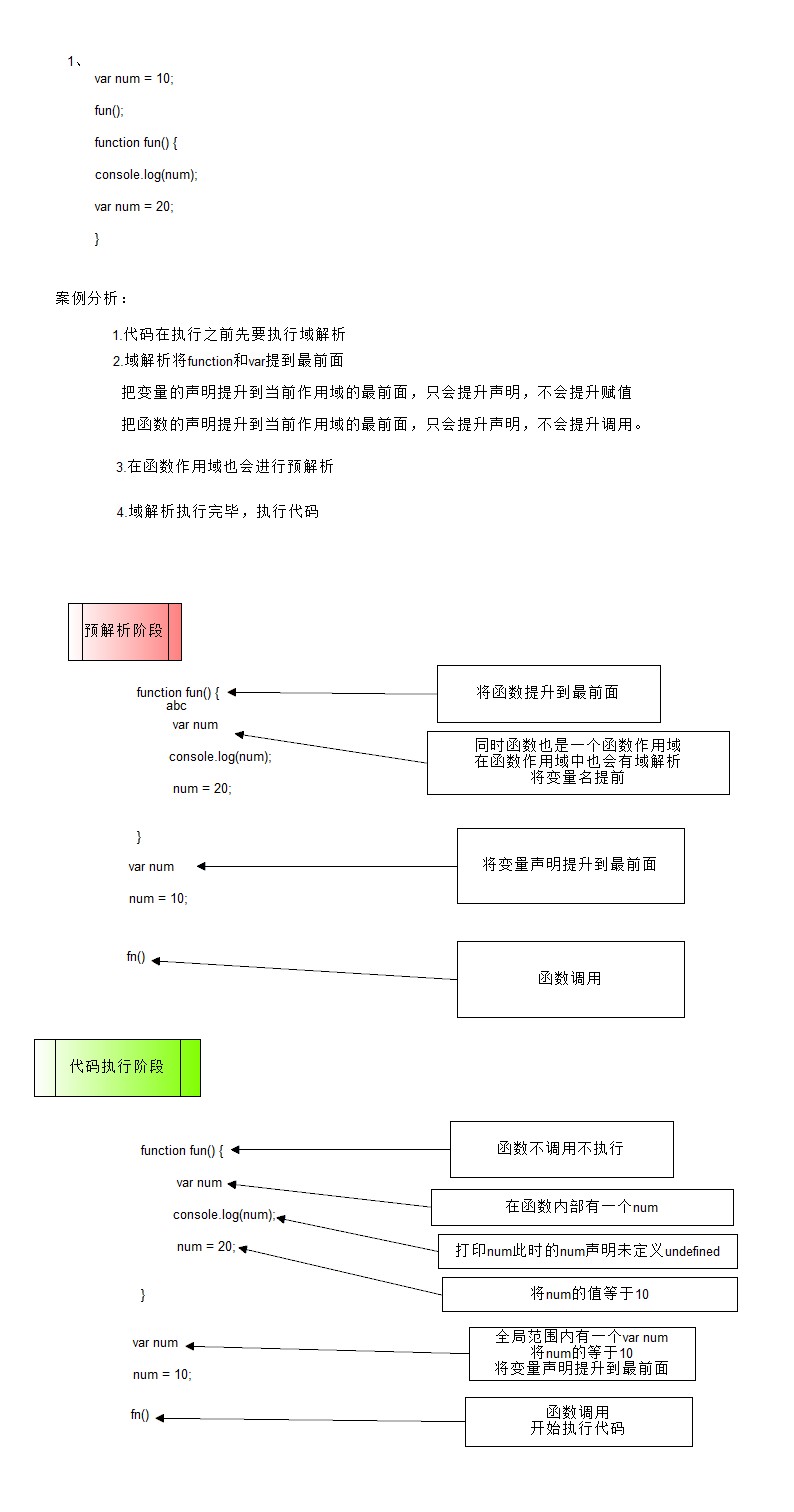 1、
var num = 10;
fun();
function fun() {
console.log(num);
var num = 20;
}
案例分析：
1.代码在执行之前先要执行域解析
2.域解析将function和var提到最前面
把变量的声明提升到当前作用域的最前面，只会提升声明，不会提升赋值
把函数的声明提升到当前作用域的最前面，只会提升声明，不会提升调用。
3.在函数作用域也会进行预解析
4.域解析执行完毕，执行代码
预解析阶段
function fun() {
将函数提升到最前面
abc
var num
同时函数也是一个函数作用域
在函数作用域中也会有域解析
将变量名提前
console.log(num);
num = 20;
}
var num
将变量声明提升到最前面
num = 10;
fn()
函数调用
代码执行阶段
function fun() {
函数不调用不执行
var num
在函数内部有一个num
console.log(num);
打印num此时的num声明未定义undefined
num = 20;
将num的值等于10
}
var num
全局范围内有一个var num
将num的等于10
将变量声明提升到最前面
num = 10;
fn()
函数调用
开始执行代码